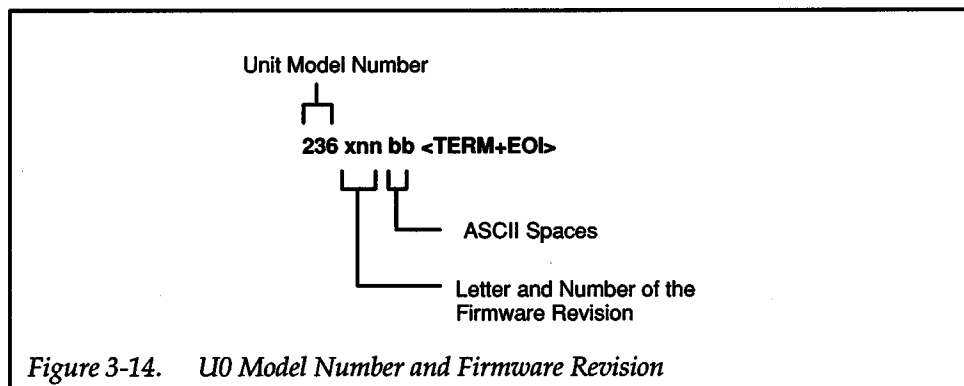 Unit Model Number
236 xnn bb <TERM+EOI>
ASCII Spaces
Letter and Number of the
Firmware Revision
Figure 3-14. U0 Model Number and Firmware Revision